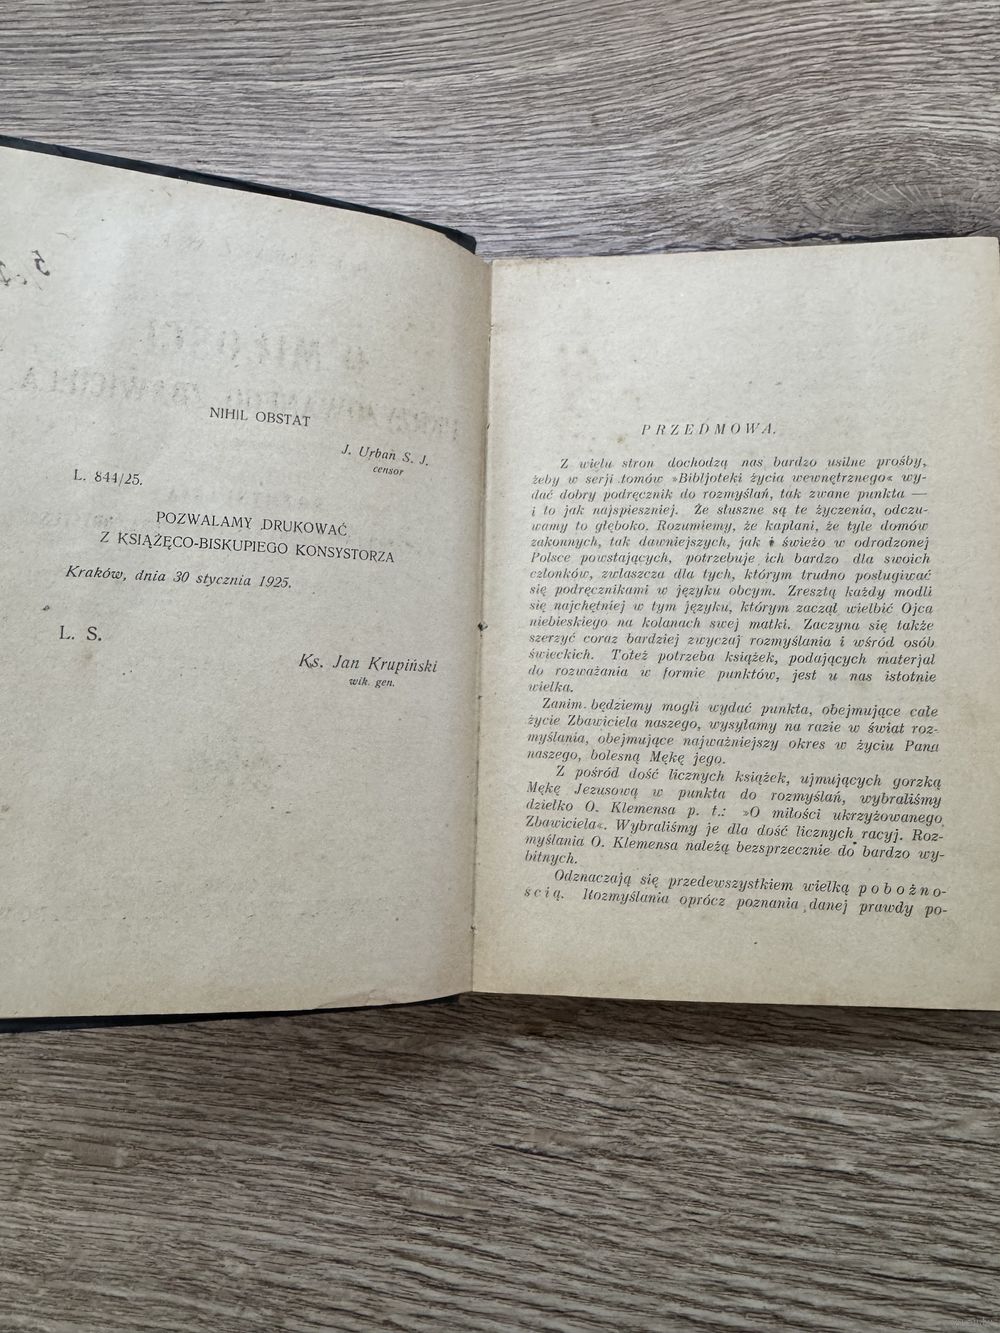 NIHIL OBSTAT
J. Urban S. J.
censor
L. 844/25.
POZWALAMY DRUKOWAĆ
Z KSIĄŻĘCO-BISKUPIEGO KONSYSTORZA
Kraków, dnia 30 stycznia 1925.
L. S.
Ks. Jan Krupiński
wik. gen.
PRZEDMOWA.
Z wielu stron dochodzą nas bardzo usilne prośby,
żeby w serji tomów »Bibljoteki życia wewnętrznego« wy-
dać dobry podręcznik do rozmyślań, tak zwane punkta —
i to jak najspieszniej. Że słuszne są te życzenia, odczu-
wamy to głęboko. Rozumiemy, że kapłani, że tyle domów
zakonnych, tak dawniejszych, jak i świeżo w odrodzonej
Polsce powstających, potrzebuje ich bardzo dla swoich
członków, zwłaszcza dla tych, którym trudno posługiwać
się podręcznikami w języku obcym. Zresztą każdy modli
się najchętniej w tym języku, którym zaczął wielbić Ojca
niebieskiego na kolanach swej matki. Zaczyna się także
szerzyć coraz bardziej zwyczaj rozmyślania i wśród osób
świeckich. Toteż potrzeba książek, podających materjał
do rozważania w formie punktów, jest u nas istotnie
wielka.
Zanim będziemy mogli wydać punkta, obejmujące całe
życie Zbawiciela naszego, wysyłamy na razie w świat roz-
myślania, obejmujące najważniejszy okres w życiu Pana
naszego, bolesną Mękę jego.
Z pośród dość licznych książek, ujmujących gorzką
Mękę Jezusową w punkta do rozmyślań, wybraliśmy
dziełko O. Klemensa p. t.: »O miłości ukrzyżowanego
Zbawiciela«. Wybraliśmy je dla dość licznych racyj. Roz-
myślania O. Klemensa należą bezsprzecznie do bardzo wy-
bitnych.
Odznaczają się przedewszystkiem wielką pobożno-
ścią. Rozmyślania oprócz poznania danej prawdy po-